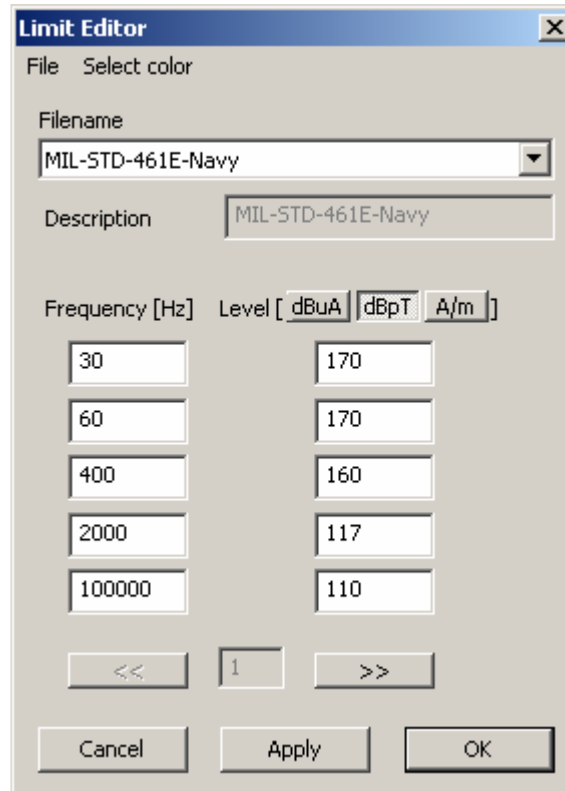 Limit Editor
File Select color
Filename
MIL-STD-461E-Navy
Description MIL-STD-461E-Navy
Frequency [Hz] Level [ dBuA dBpT A/m ]
30 170
60 170
400 160
2000 117
100000 110
<< 1 >>
Cancel Apply OK